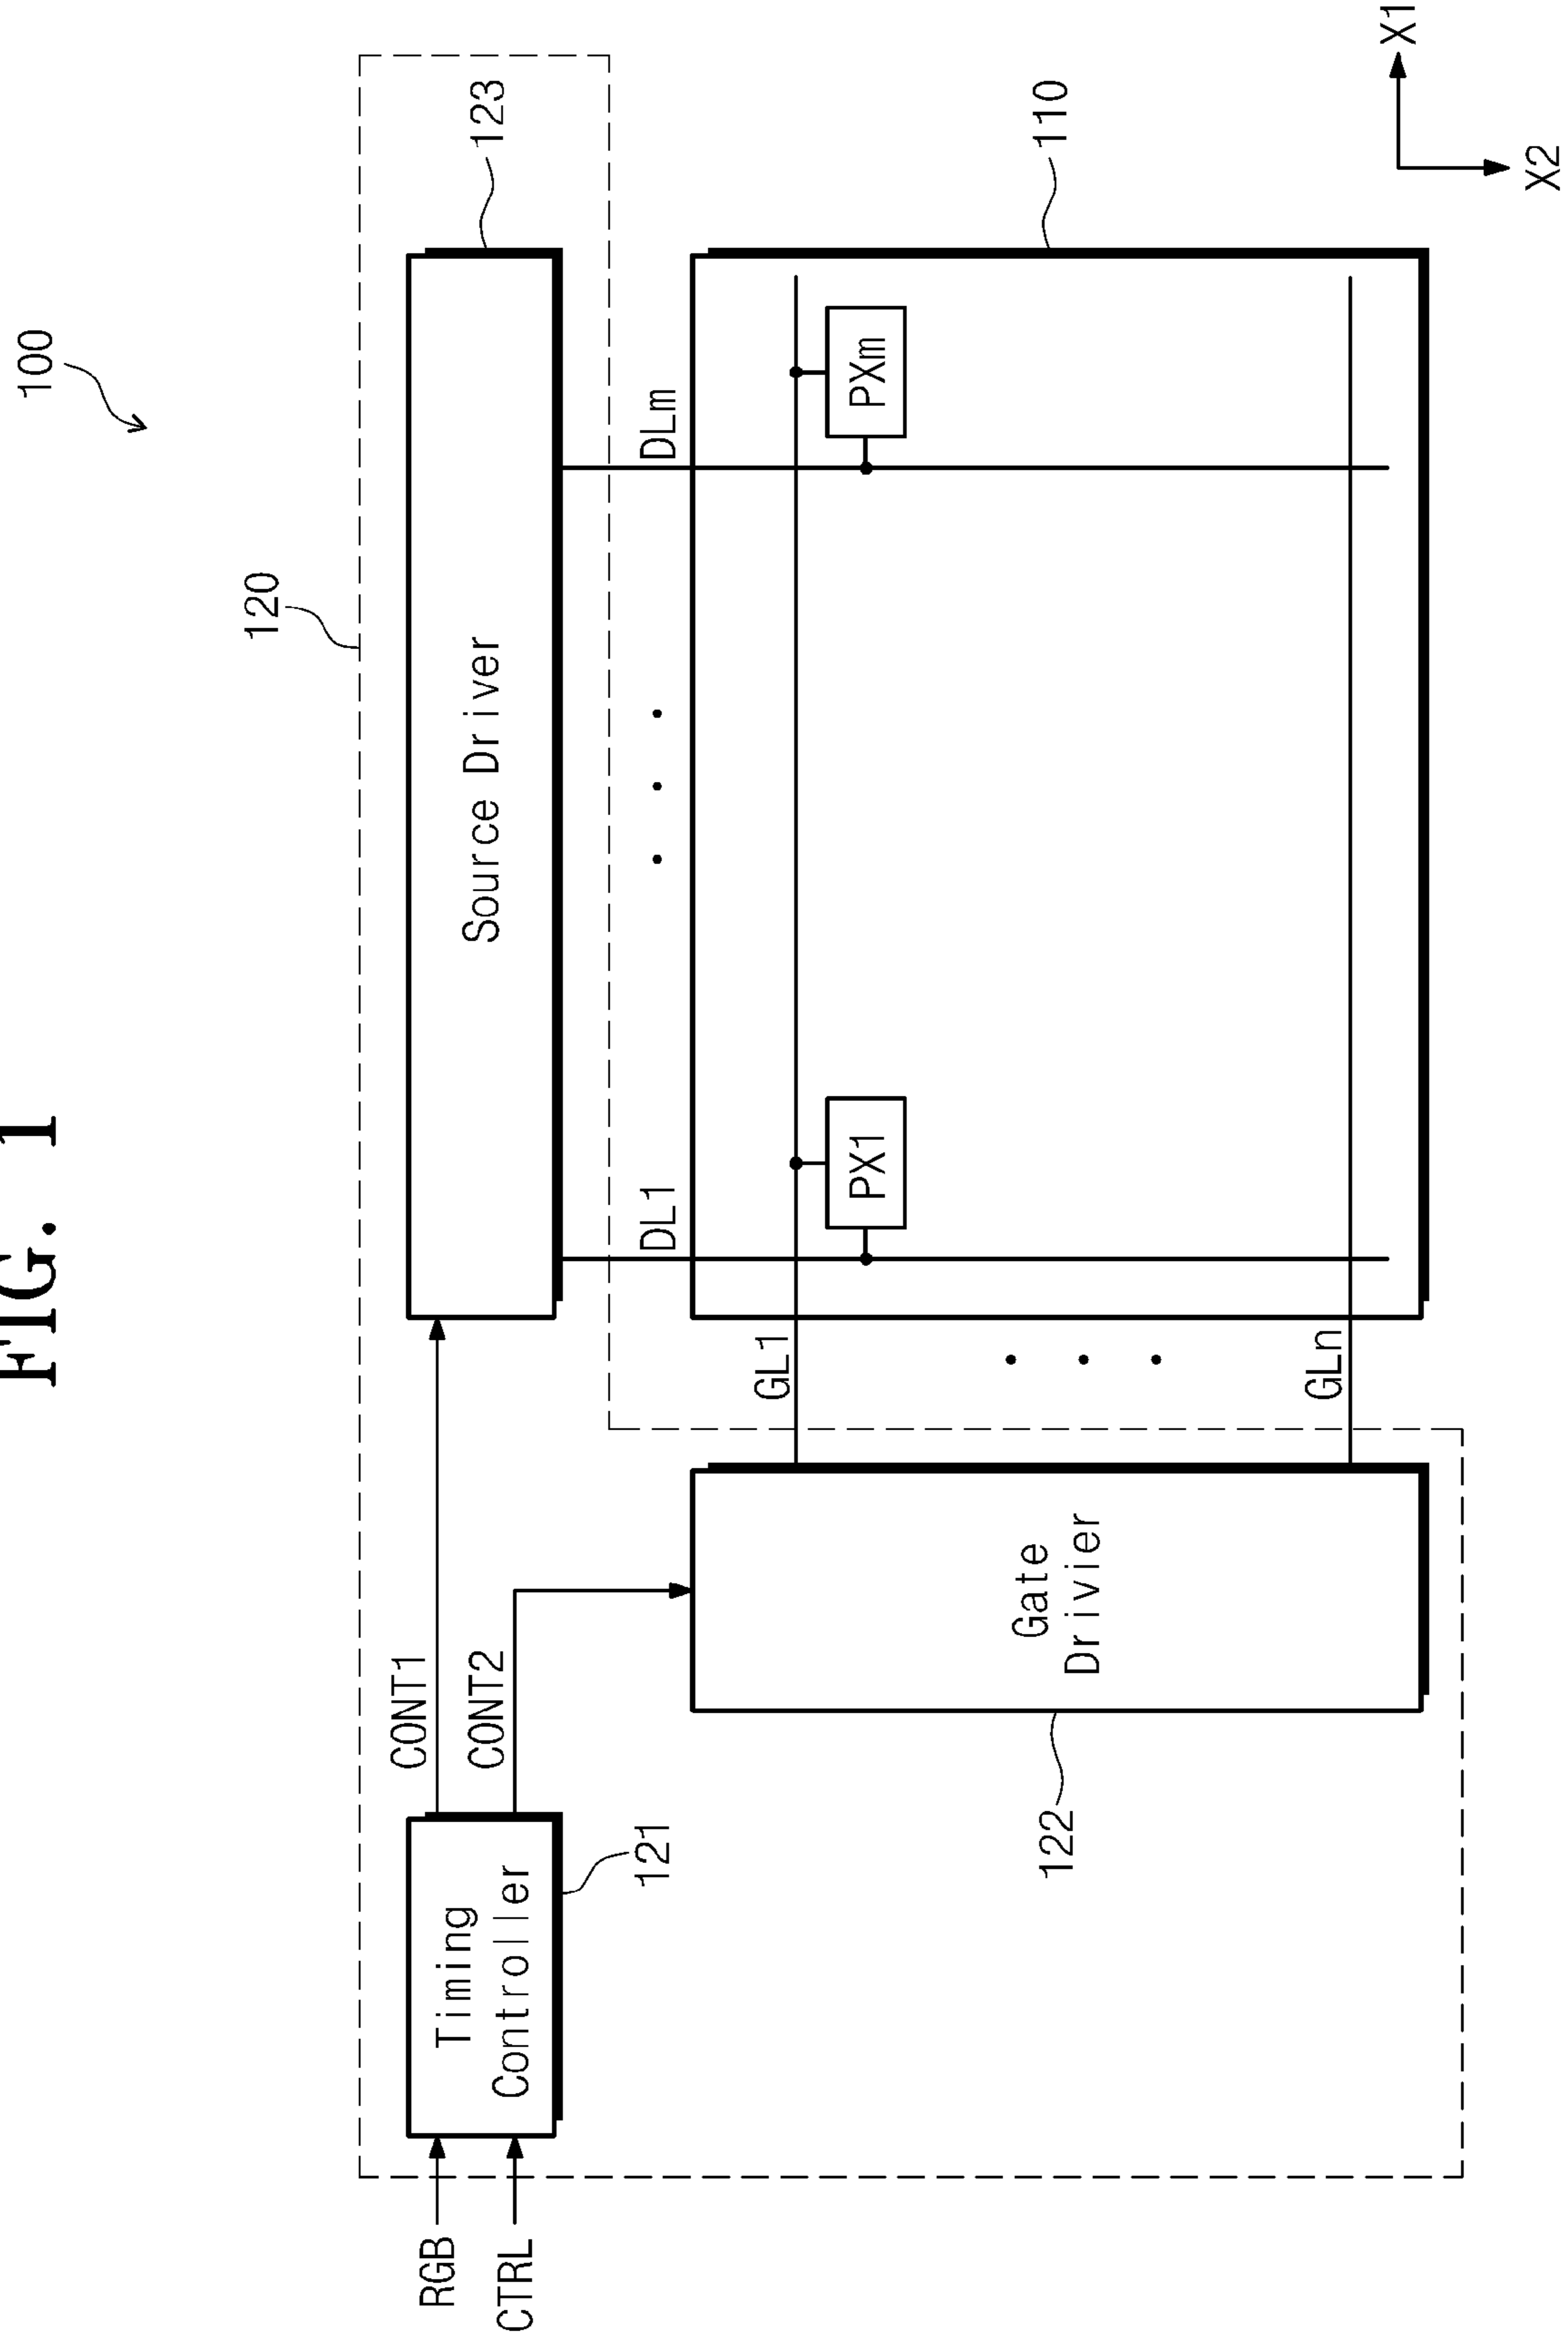 FIG. 1
100
120
123
RGB
CTRL
Timing
Controller
121
CONT1
CONT2
Source Driver
DL1
. . .
DLm
Gate
Drivier
122
GL1
. . .
GLn
PX1
PXm
110
X1
X2